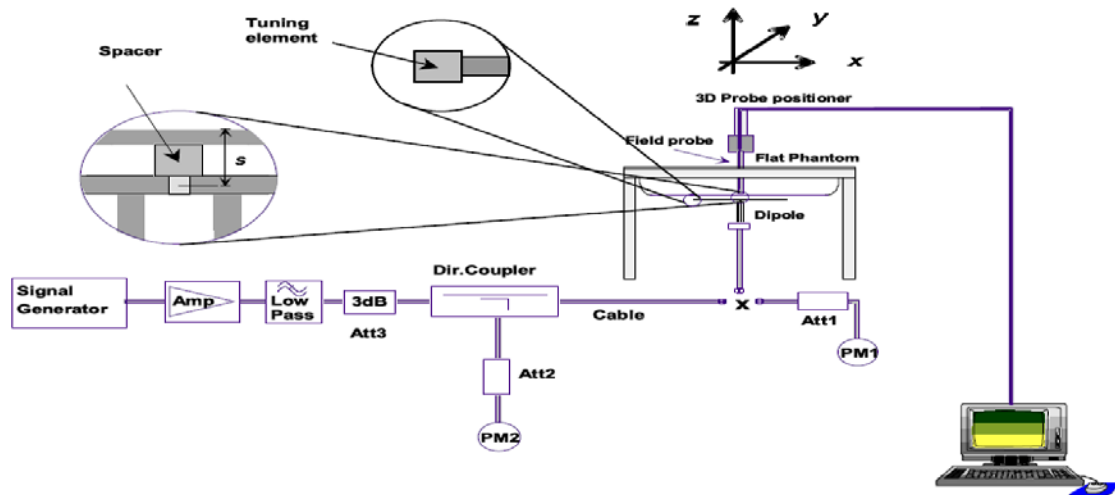 Tuning
element
Spacer
z
y
x
3D Probe positioner
Field probe
Flat Phantom
s
Dipole
Dir.Coupler
Signal
Generator
Amp
Low
Pass
3dB
Att3
Cable
x
Att1
PM1
Att2
PM2